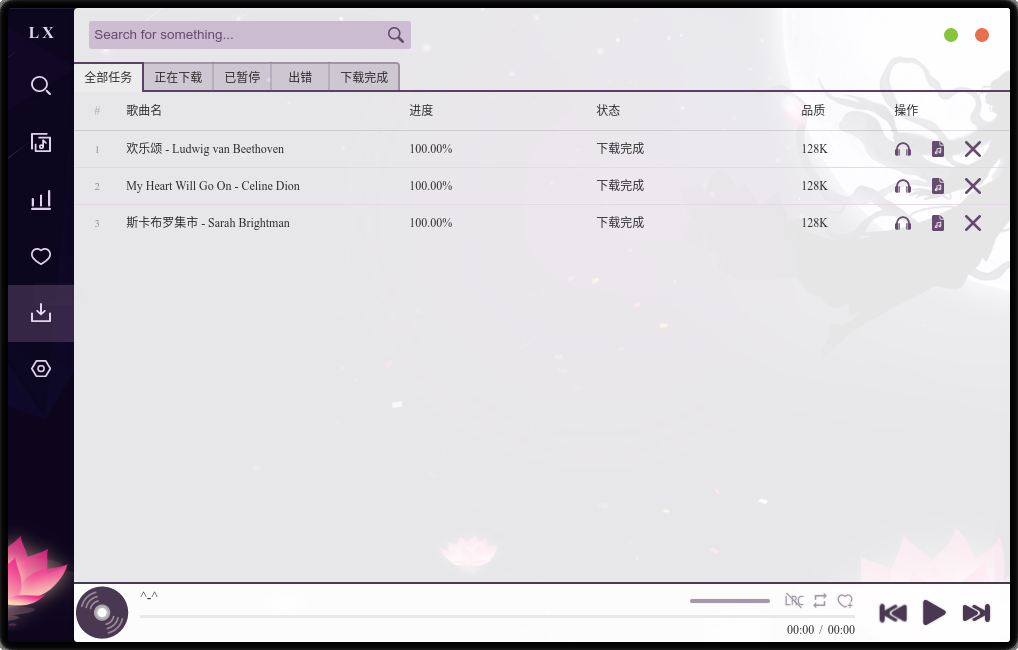 L X
Search for something...
全部任务 正在下载 已暂停 出错 下载完成
# 歌曲名 进度 状态 品质 操作
1 欢乐颂 - Ludwig van Beethoven 100.00% 下载完成 128K
2 My Heart Will Go On - Celine Dion 100.00% 下载完成 128K
3 斯卡布罗集市 - Sarah Brightman 100.00% 下载完成 128K
^-^
LRC
00:00 / 00:00